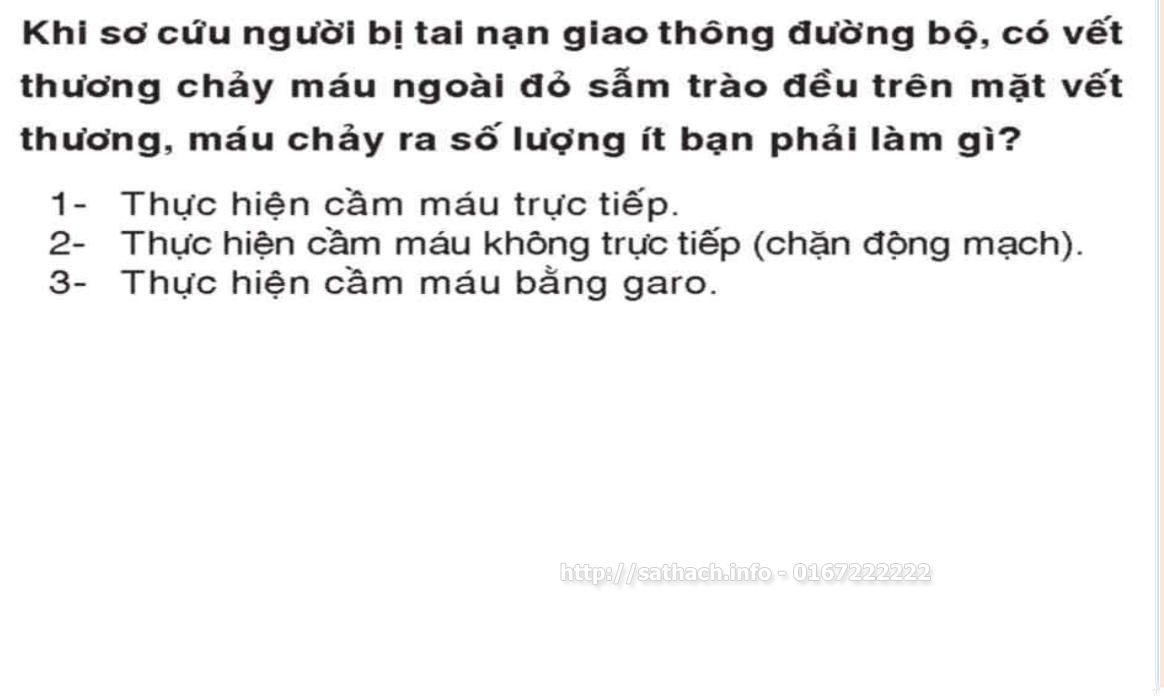 Khi sơ cứu người bị tai nạn giao thông đường bộ, có vết
thương chảy máu ngoài đỏ sẫm trào đều trên mặt vết
thương, máu chảy ra số lượng ít bạn phải làm gì?
1- Thực hiện cầm máu trực tiếp.
2- Thực hiện cầm máu không trực tiếp (chặn động mạch).
3- Thực hiện cầm máu bằng garo.
http://sathach.info - 0167222222